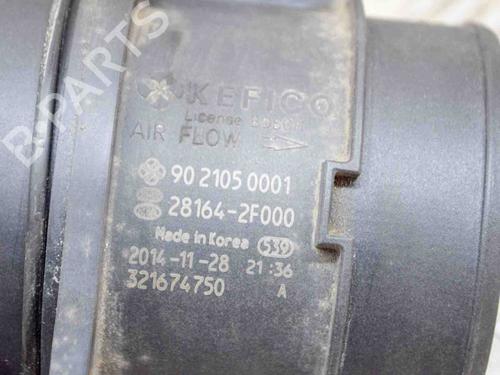 KEFICO
License Bosch
AIR FLOW
90 2105 0001
28164-2F000
Made in Korea 539
2014-11-28 21:36
321674750 A
B-PARTS